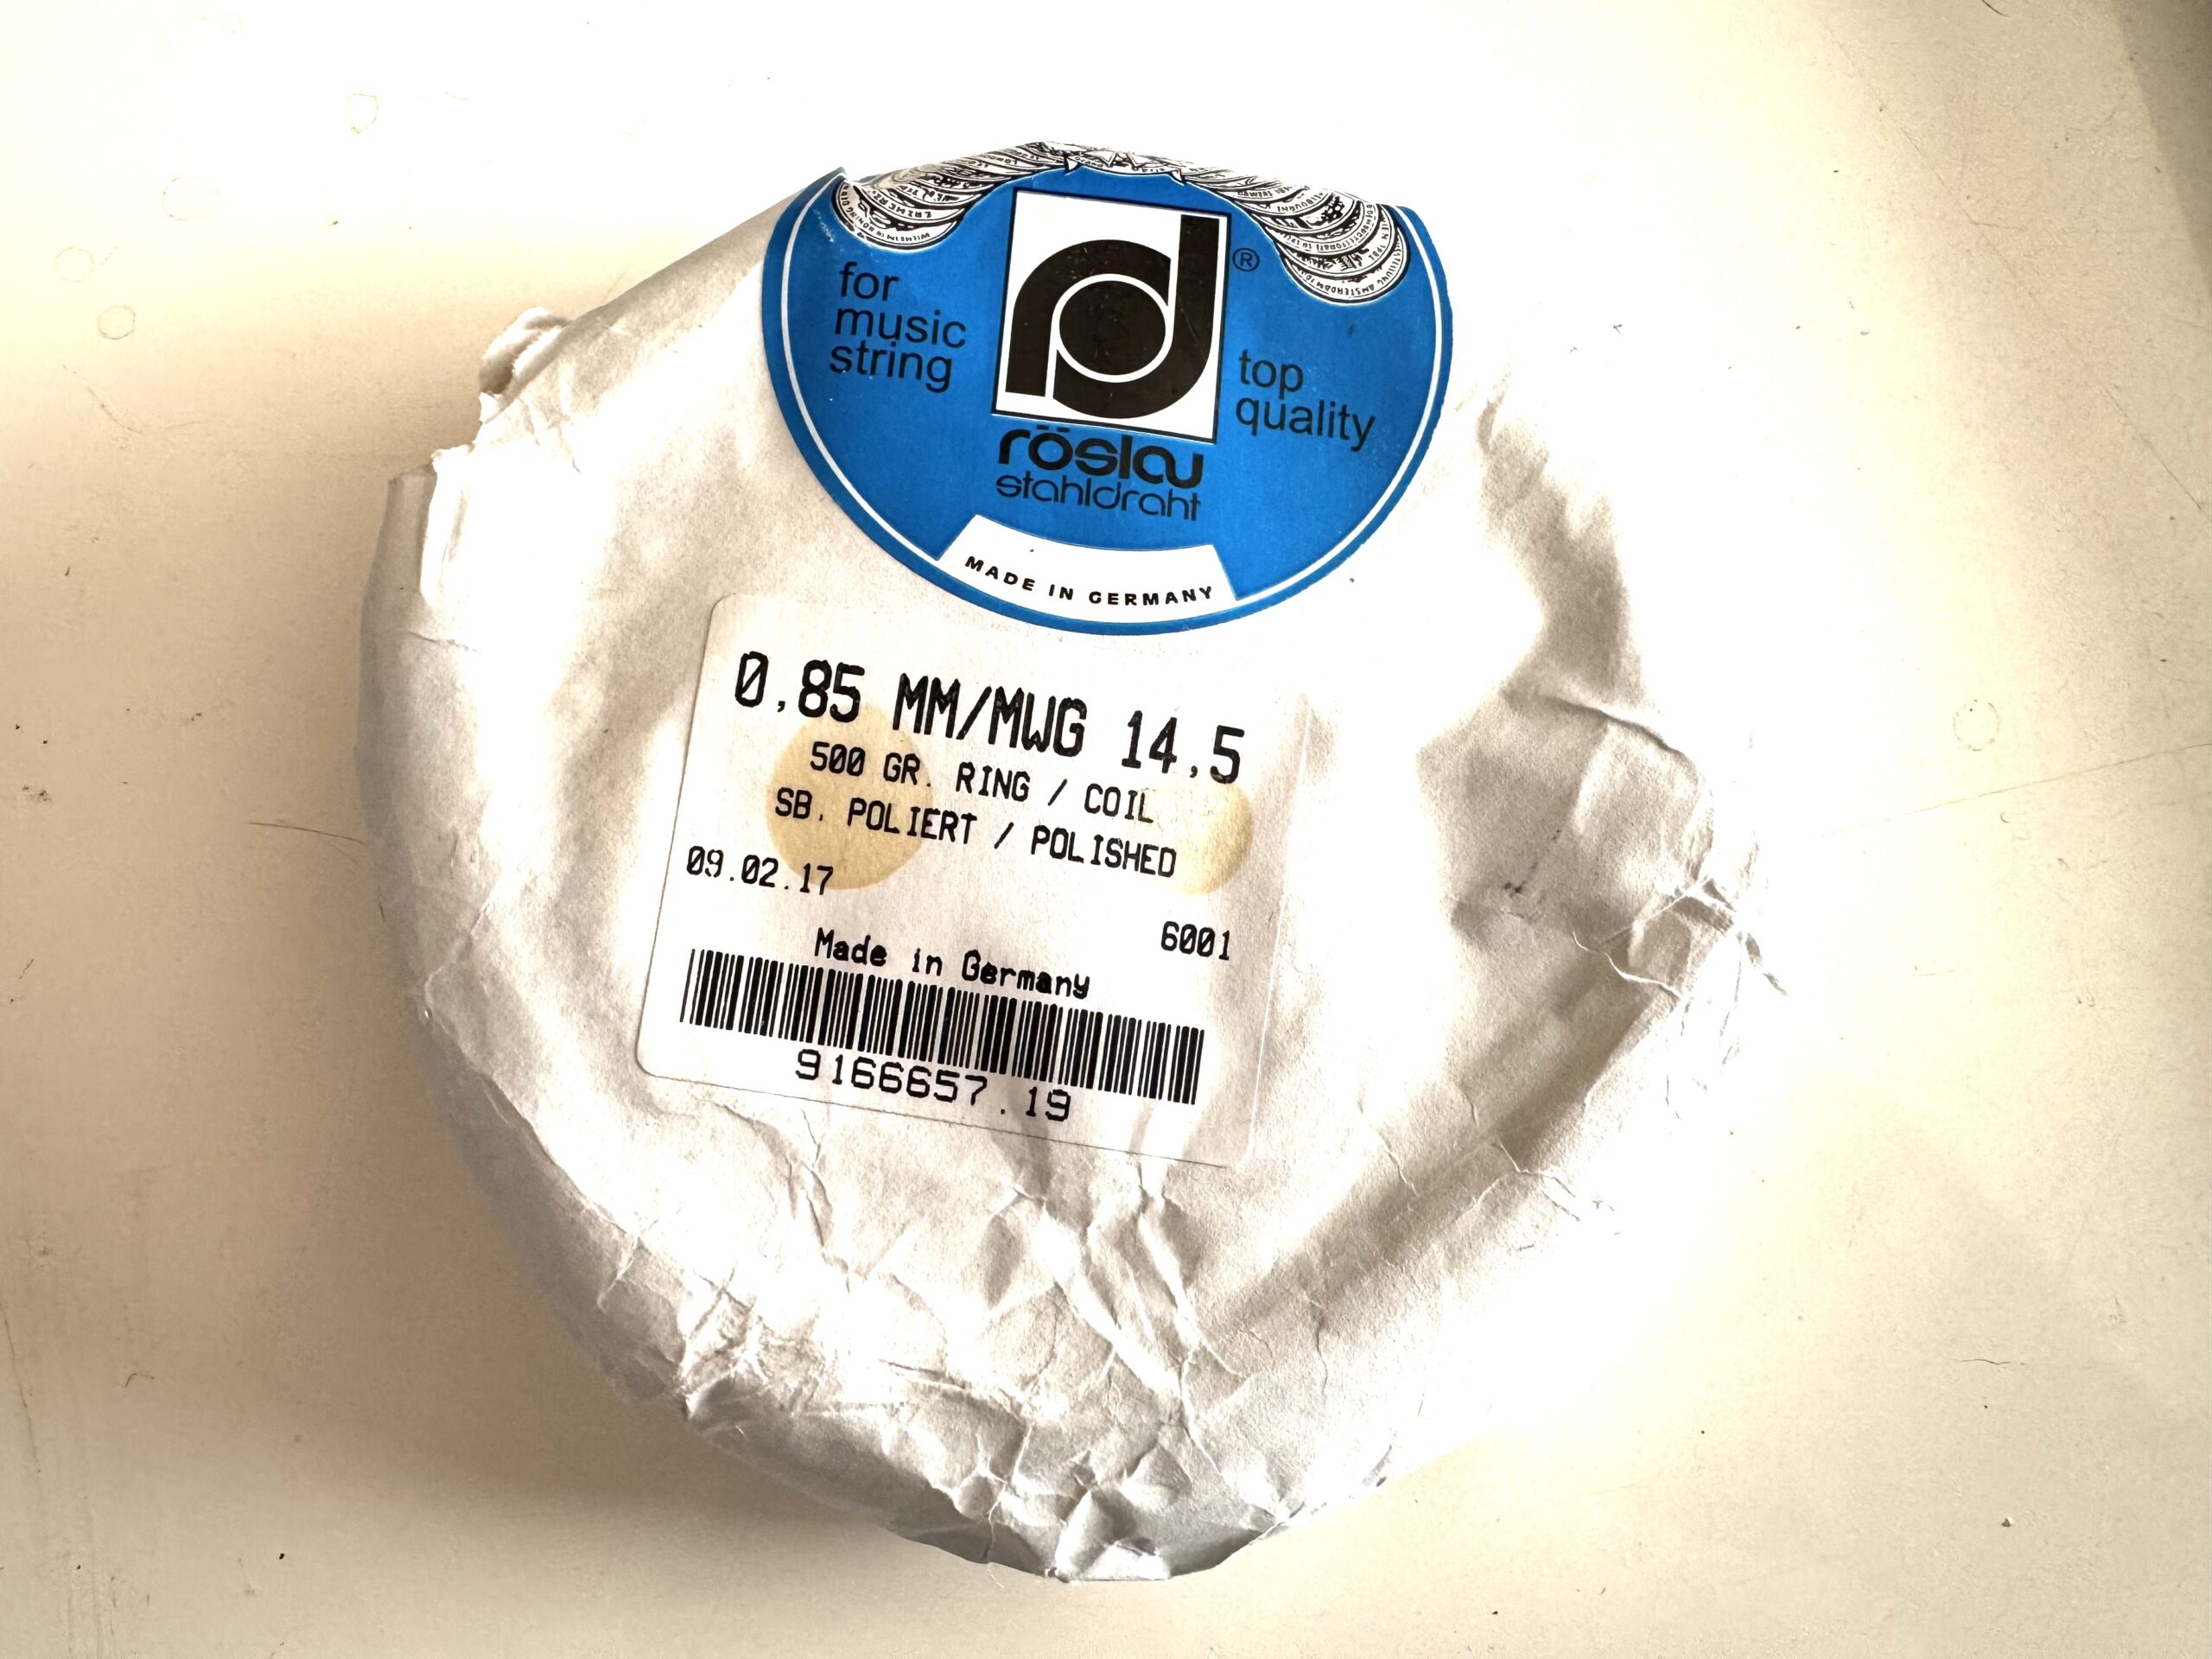 for
music
string
®
top
quality
röslau
stahldraht
MADE IN GERMANY
0,85 MM/MWG 14,5
500 GR. RING / COIL
SB. POLIERT / POLISHED
09.02.17
6001
Made in Germany
9166657.19